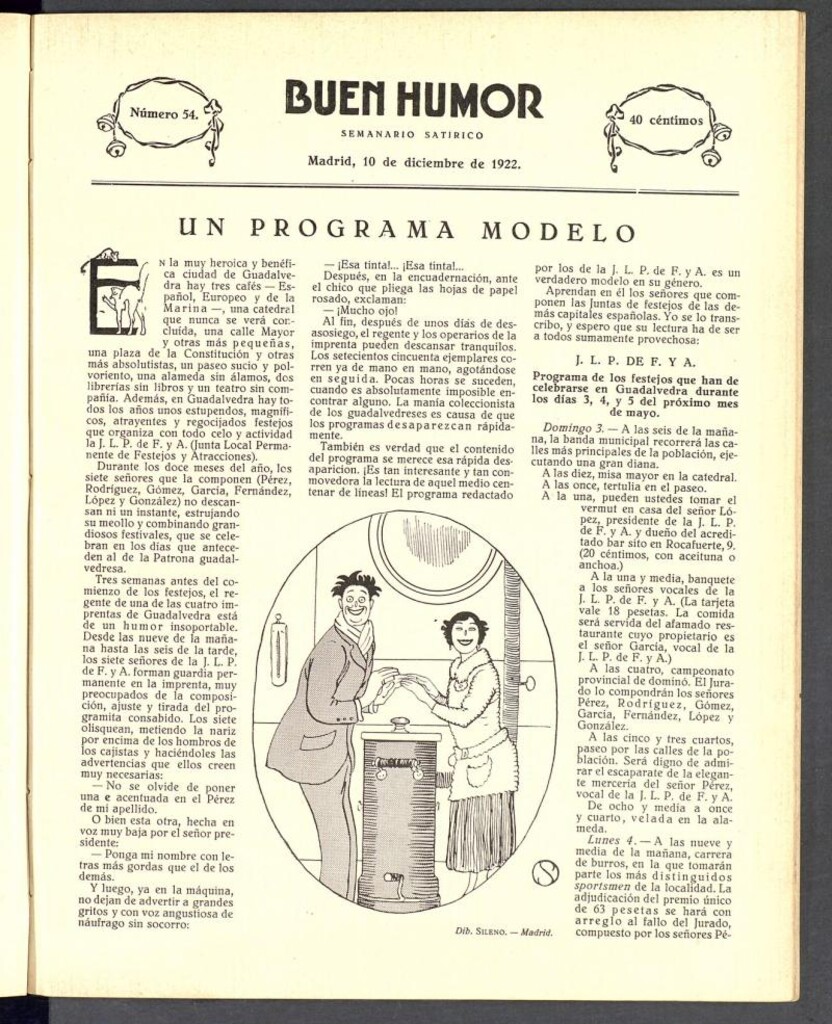 Número 54.
BUEN HUMOR
SEMANARIO SATIRICO
Madrid, 10 de diciembre de 1922.
40 céntimos
UN PROGRAMA MODELO
EN la muy heroica y benéfi-
ca ciudad de Guadalve-
dra hay tres cafés — Es-
pañol, Europeo y de la
Marina —, una catedral
que nunca se verá con-
cluída, una calle Mayor
y otras más pequeñas,
una plaza de la Constitución y otras
más absolutistas, un paseo sucio y pol-
voriento, una alameda sin álamos, dos
librerías sin libros y un teatro sin com-
pañía. Además, en Guadalvedra hay to-
dos los años unos estupendos, magnífi-
cos, atrayentes y regocijados festejos
que organiza con todo celo y actividad
la J. L. P. de F. y A. (Junta Local Perma-
nente de Festejos y Atracciones).
Durante los doce meses del año, los
siete señores que la componen (Pérez,
Rodríguez, Gómez, García, Fernández,
López y González) no descan-
san ni un instante, estrujando
su meollo y combinando gran-
diosos festivales, que se cele-
bran en los días que antece-
den al de la Patrona guadal-
vedresa.
Tres semanas antes del co-
mienzo de los festejos, el re-
gente de una de las cuatro im-
prentas de Guadalvedra está
de un humor insoportable.
Desde las nueve de la maña-
na hasta las seis de la tarde,
los siete señores de la J. L. P.
de F. y A. forman guardia per-
manente en la imprenta, muy
preocupados de la composi-
ción, ajuste y tirada del pro-
gramita consabido. Los siete
olisquean, metiendo la nariz
por encima de los hombros de
los cajistas y haciéndoles las
advertencias que ellos creen
muy necesarias:
— No se olvide de poner
una e acentuada en el Pérez
de mi apellido.
O bien esta otra, hecha en
voz muy baja por el señor pre-
sidente:
— Ponga mi nombre con le-
tras más gordas que el de los
demás.
Y luego, ya en la máquina,
no dejan de advertir a grandes
gritos y con voz angustiosa de
náufrago sin socorro:
— ¡Esa tinta!... ¡Esa tinta!...
Después, en la encuadernación, ante
el chico que pliega las hojas de papel
rosado, exclaman:
— ¡Mucho ojo!
Al fin, después de unos días de des-
asosiego, el regente y los operarios de la
imprenta pueden descansar tranquilos.
Los setecientos cincuenta ejemplares co-
rren ya de mano en mano, agotándose
en seguida. Pocas horas se suceden,
cuando es absolutamente imposible en-
contrar alguno. La manía coleccionista
de los guadalvedreses es causa de que
los programas desaparezcan rápida-
mente.
También es verdad que el contenido
del programa se merece esa rápida des-
aparicion. ¡Es tan interesante y tan con-
movedora la lectura de aquel medio cen-
tenar de líneas! El programa redactado
Dib. SILENO. — Madrid.
por los de la J. L. P. de F. y A. es un
verdadero modelo en su género.
Aprendan en él los señores que com-
ponen las Juntas de festejos de las de-
más capitales españolas. Yo se lo trans-
cribo, y espero que su lectura ha de ser
a todos sumamente provechosa:
J. L. P. DE F. Y A.
Programa de los festejos que han de
celebrarse en Guadalvedra durante
los días 3, 4, y 5 del próximo mes
de mayo.
Domingo 3. — A las seis de la maña-
na, la banda municipal recorrerá las ca-
lles más principales de la población, eje-
cutando una gran diana.
A las diez, misa mayor en la catedral.
A las once, tertulia en el paseo.
A la una, pueden ustedes tomar el
vermut en casa del señor Ló-
pez, presidente de la J. L. P.
de F. y A. y dueño del acredi-
tado bar sito en Rocafuerte, 9.
(20 céntimos, con aceituna o
anchoa.)
A la una y media, banquete
a los señores vocales de la
J. L. P. de F. y A. (La tarjeta
vale 18 pesetas. La comida
será servida del afamado res-
taurante cuyo propietario es
el señor García, vocal de la
J. L. P. de F. y A.)
A las cuatro, campeonato
provincial de dominó. El Jura-
do lo compondrán los señores
Pérez, Rodríguez, Gómez,
García, Fernández, López y
González.
A las cinco y tres cuartos,
paseo por las calles de la po-
blación. Será digno de admi-
rar el escaparate de la elegan-
te mercería del señor Pérez,
vocal de la J. L. P. de F. y A.
De ocho y media a once
y cuarto, velada en la ala-
meda.
Lunes 4. — A las nueve y
media de la mañana, carrera
de burros, en la que tomarán
parte los más distinguidos
sportsmen de la localidad. La
adjudicación del premio único
de 63 pesetas se hará con
arreglo al fallo del Jurado,
compuesto por los señores Pé-